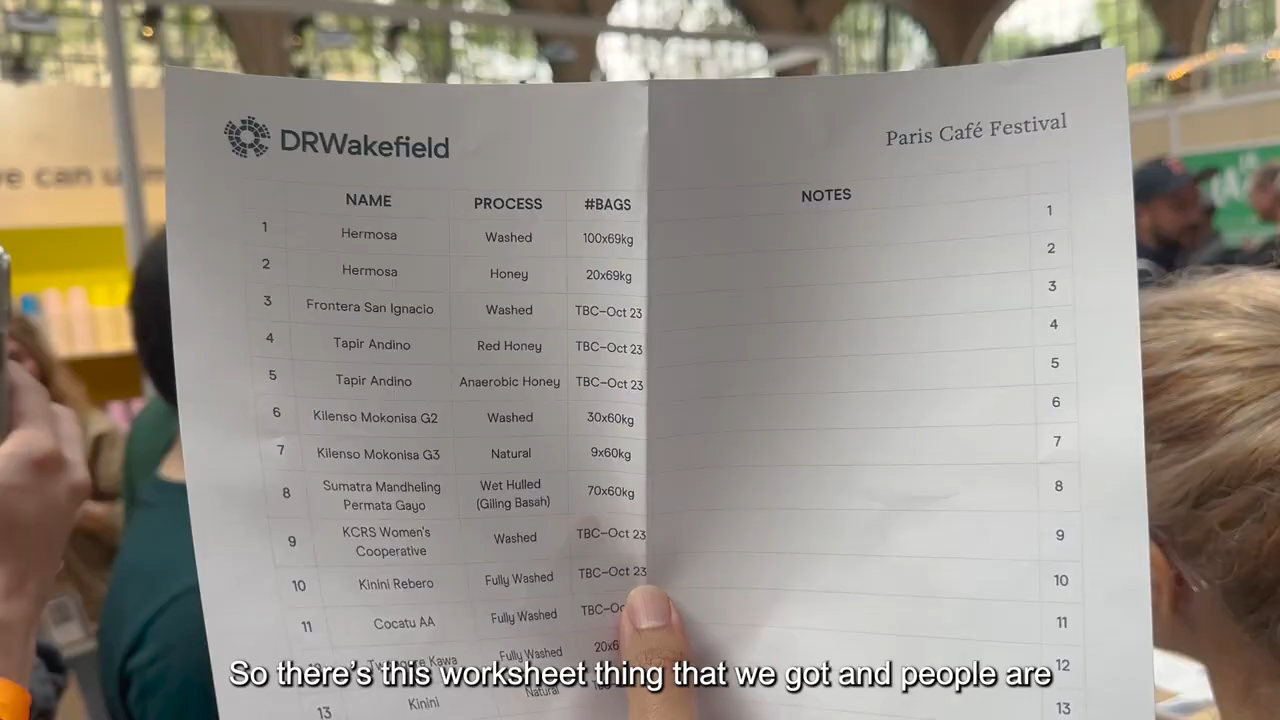 DRWakefield
Paris Café Festival
NAME PROCESS #BAGS NOTES
1 Hermosa Washed 100x69kg 1
2 Hermosa Honey 20x69kg 2
3 Frontera San Ignacio Washed TBC–Oct 23 3
4 Tapir Andino Red Honey TBC–Oct 23 4
5 Tapir Andino Anaerobic Honey TBC–Oct 23 5
6 Kilenso Mokonisa G2 Washed 30x60kg 6
7 Kilenso Mokonisa G3 Natural 9x60kg 7
8 Sumatra Mandheling Permata Gayo Wet Hulled (Giling Basah) 70x60kg 8
9 KCRS Women's Cooperative Washed TBC–Oct 23 9
10 Kinini Rebero Fully Washed TBC–Oct 23 10
11 Cocatu AA Fully Washed TBC–Oc 11
Kawa Fully Washed 20x6 12
13 Kinini Natural 13
So there's this worksheet thing that we got and people are
e can u